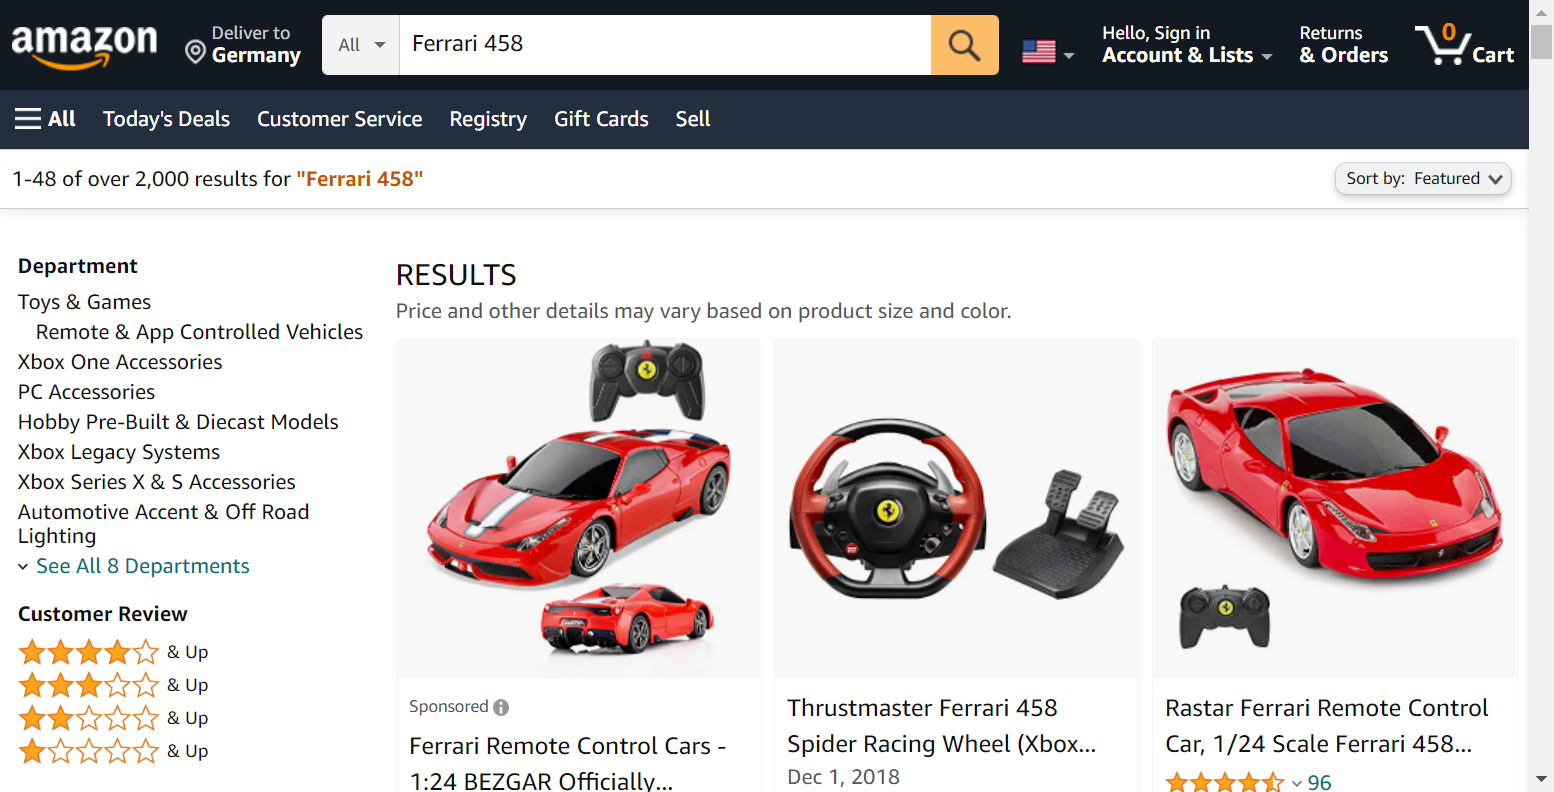 amazon
Deliver to
Germany
All
Ferrari 458
Hello, Sign in
Account & Lists
Returns
& Orders
0
Cart
All
Today's Deals
Customer Service
Registry
Gift Cards
Sell
1-48 of over 2,000 results for "Ferrari 458"
Sort by: Featured
Department
Toys & Games
Remote & App Controlled Vehicles
Xbox One Accessories
PC Accessories
Hobby Pre-Built & Diecast Models
Xbox Legacy Systems
Xbox Series X & S Accessories
Automotive Accent & Off Road
Lighting
See All 8 Departments
Customer Review
& Up
& Up
& Up
& Up
RESULTS
Price and other details may vary based on product size and color.
Sponsored
Ferrari Remote Control Cars -
1:24 BEZGAR Officially...
Thrustmaster Ferrari 458
Spider Racing Wheel (Xbox...
Dec 1, 2018
Rastar Ferrari Remote Control
Car, 1/24 Scale Ferrari 458...
96